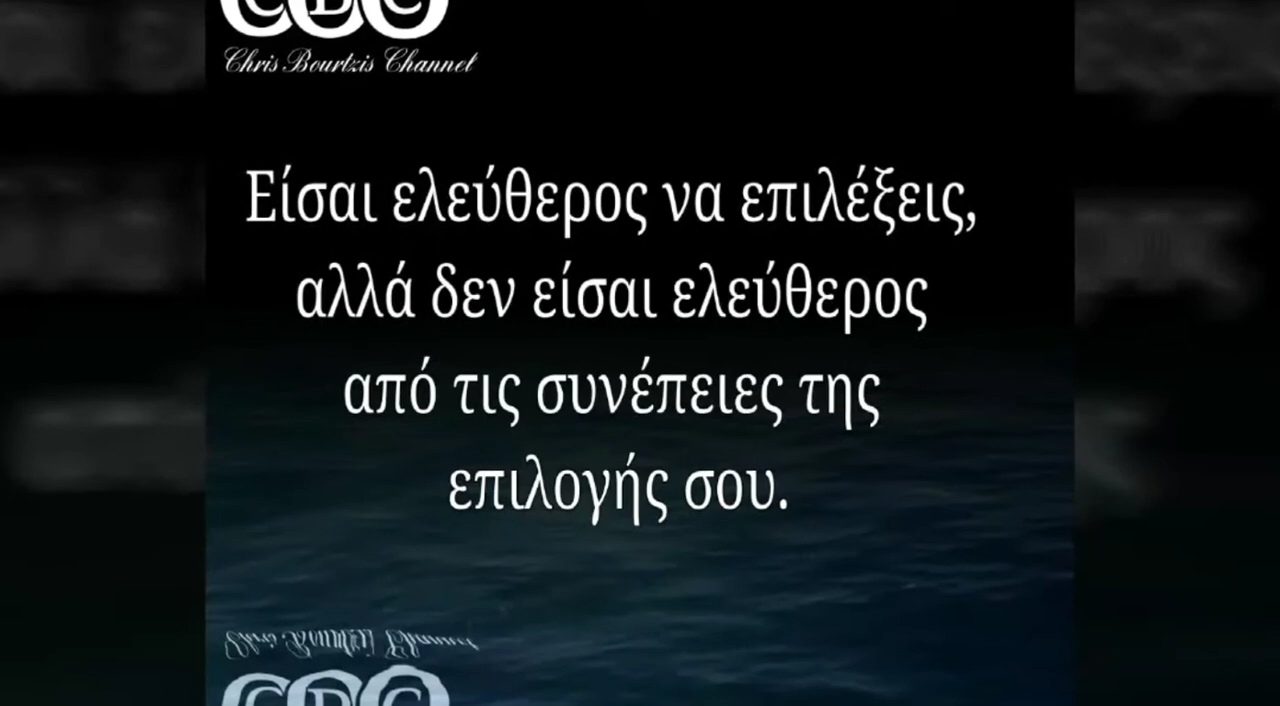 CBC
Chris Bourtzis Channel
Είσαι ελεύθερος να επιλέξεις,
αλλά δεν είσαι ελεύθερος
από τις συνέπειες της
επιλογής σου.